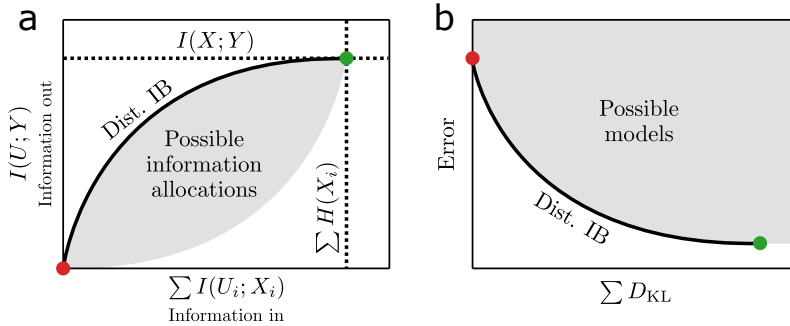 a
I(X;Y)
Dist. IB
Possible
information
allocations
I(U;Y)
Information out
∑ H(X_i)
∑ I(U_i;X_i)
Information in
b
Possible
models
Error
Dist. IB
∑ D_KL